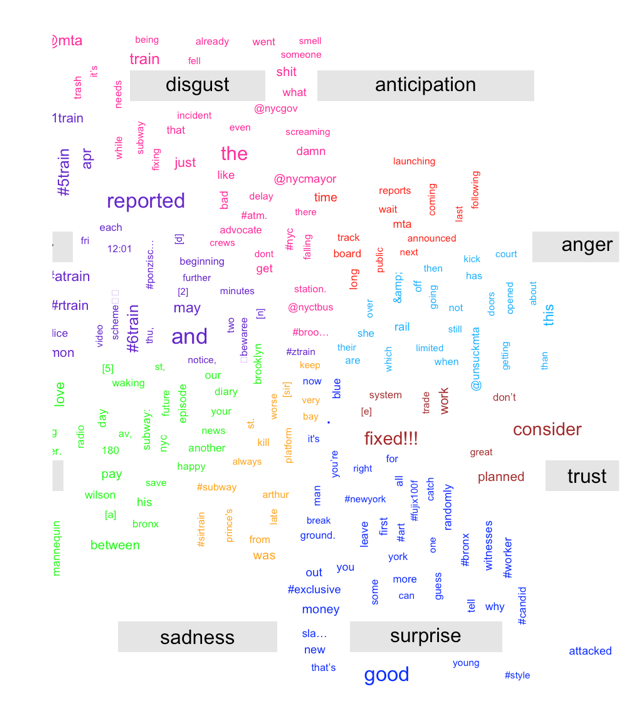 @mta
being
already
went
smell
someone
train
fell
it's
trash
needs
shit
what
disgust
anticipation
@nycgov
incident
1train
while
subway
that
even
screaming
fixing
just
the
damn
launching
#5train
apr
like
@nycmayor
reported
bad
delay
time
reports
coming
following
wait
last
#atm.
there
mta
each
advocate
#nyc
falling
track
announced
fri
12:01
#ponzisc…
[d]
crews
dont
board
public
next
kick
court
anger
get
long
&amp;
then
has
#atrain
beginning
further
off
going
[2]
minutes
station.
over
not
doors
opened
about
this
#rtrain
scheme
may
@nyctbus
video
#6train
thu,
and
two
[n]
#broo…
she
rail
still
their
limited
getting
than
mon
notice,
bewaree
brooklyn
#ztrain
are
which
when
@unsuckmta
[5]
st.
our
keep
waking
now
love
future
episode
diary
worse
[sir]
blue
system
trade
work
don't
day
your
very
[e]
radio
av,
subway:
nyc
news
st.
bay
consider
another
kill
platform
it's
fixed!!!
180
happy
always
you're
right
for
great
pay
save
planned
trust
wilson
#subway
arthur
man
#newyork
all
#fujix100f
catch
randomly
his
[a]
bronx
#sirtrain
prince's
late
break
first
#art
#bronx
witnesses
#worker
mannequin
between
from
ground.
leave
one
was
york
out
you
#exclusive
some
more
guess
can
money
tell
why
#candid
sadness
sla…
surprise
new
attacked
that's
good
young
#style